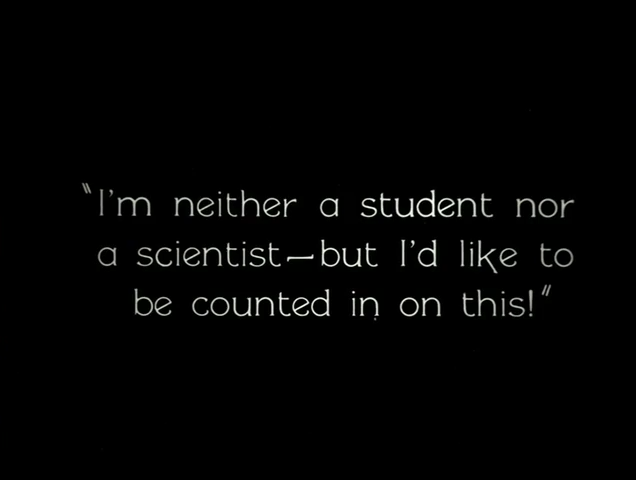 "I'm neither a student nor
a scientist—but I'd like to
be counted in on this!"